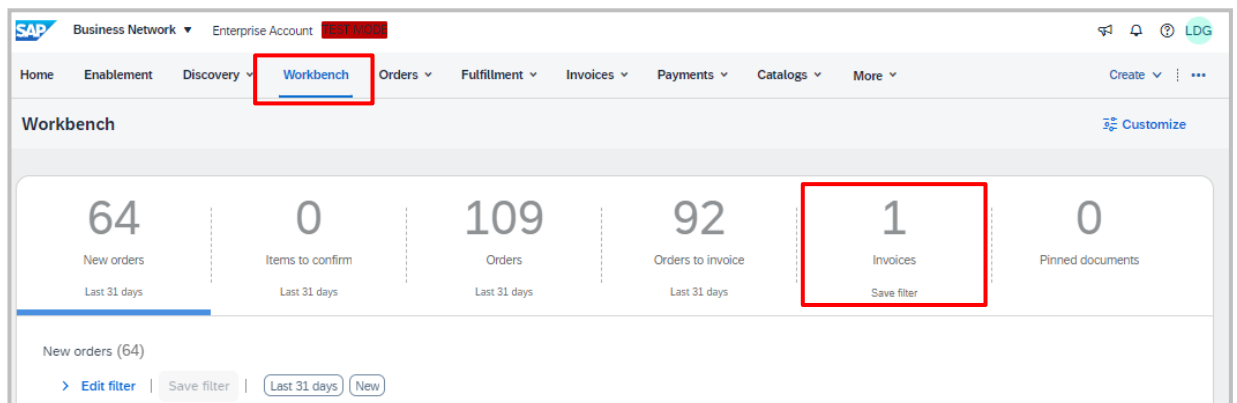 SAP Business Network Enterprise Account TEST MODE LDG
Home Enablement Discovery Workbench Orders Fulfillment Invoices Payments Catalogs More Create
Workbench Customize
64 0 109 92 1 0
New orders Items to confirm Orders Orders to invoice Invoices Pinned documents
Last 31 days Last 31 days Last 31 days Last 31 days Save filter
New orders (64)
Edit filter | Save filter | Last 31 days New